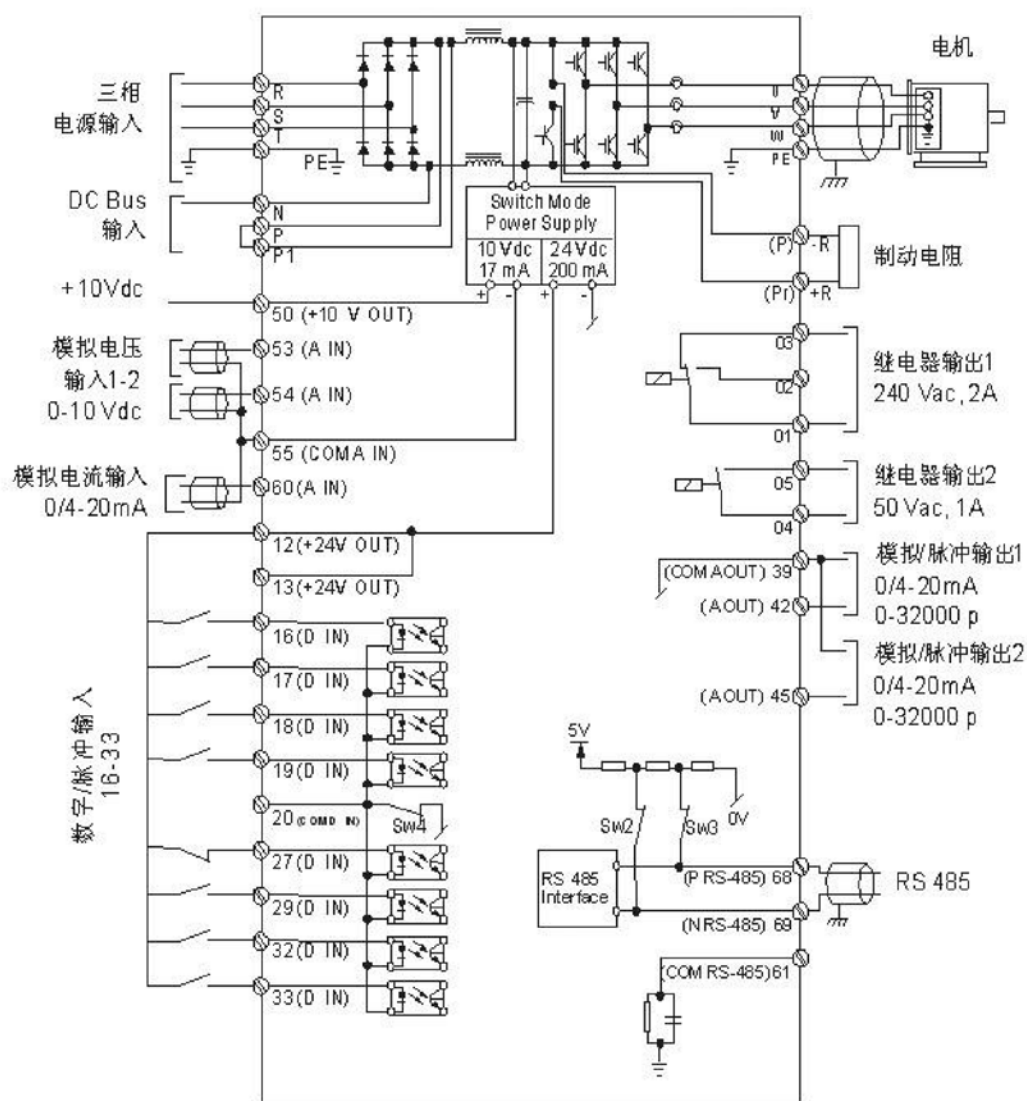 三相
电源输入
R
S
T
PE
DC Bus
输入
N
P
P1
+10Vdc
50 (+10 V OUT)
模拟电压
输入1-2
0-10 Vdc
53 (A IN)
54 (A IN)
55 (COMA IN)
模拟电流输入
0/4-20mA
60(A IN)
12(+24V OUT)
13(+24V OUT)
数字/脉冲输入
16-33
16(D IN)
17(D IN)
18(D IN)
19(D IN)
20(COMD IN)
SW4
27(D IN)
29(D IN)
32(D IN)
33(D IN)
Switch Mode
Power Supply
10 Vdc
17 mA
24 Vdc
200 mA
+
-
+
-
电机
U
V
W
PE
(P)
-R
(Pr)
+R
制动电阻
03
02
01
继电器输出1
240 Vac, 2A
05
04
继电器输出2
50 Vac, 1A
(COMAOUT) 39
(AOUT) 42
模拟/脉冲输出1
0/4-20mA
0-32000 p
(AOUT) 45
模拟/脉冲输出2
0/4-20mA
0-32000 p
5V
SW2
SW3
0V
RS 485
Interface
(P RS-485) 68
(NRS-485) 69
RS 485
(COM RS-485)61